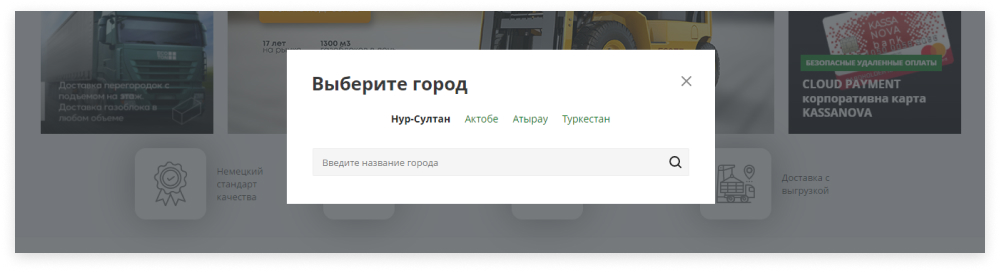 17 лет
1300 м3
на ры
Доставка перегородок с
подъемом на этаж.
Доставка газоблока в
любом объеме
KASSA
NOVA
bank
БЕЗОПАСНЫЕ УДАЛЕННЫЕ ОПЛАТЫ
CLOUD PAYMENT
корпоративна карта
KASSANOVA
Выберите город
Нур-Султан Актобе Атырау Туркестан
Введите название города
Немецкий
стандарт
качества
Доставка с
выгрузкой